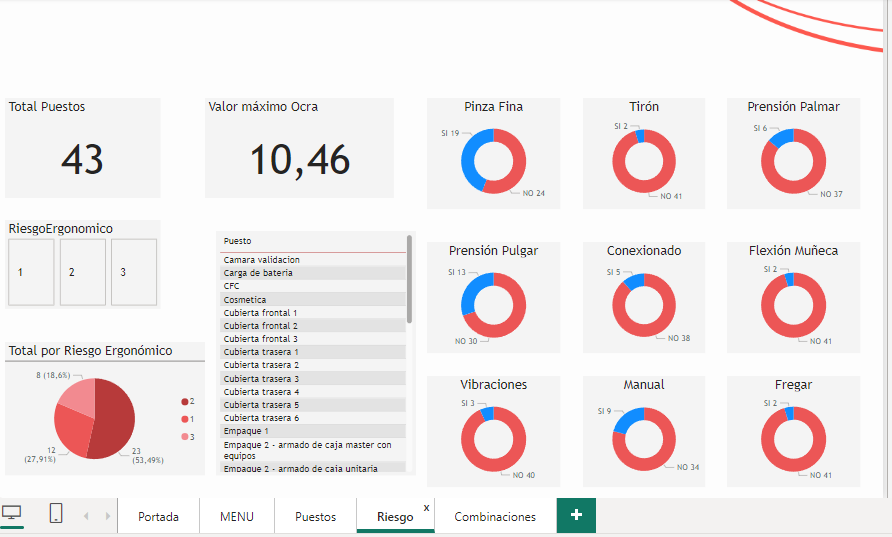 Total Puestos
43
Valor máximo Ocra
10,46
Pinza Fina
SI 19
NO 24
Tirón
SI 2
NO 41
Prensión Palmar
SI 6
NO 37
RiesgoErgonomico
1
2
3
Puesto
Camara validacion
Carga de bateria
CFC
Cosmetica
Cubierta frontal 1
Cubierta frontal 2
Cubierta frontal 3
Cubierta trasera 1
Cubierta trasera 2
Cubierta trasera 3
Cubierta trasera 4
Cubierta trasera 5
Cubierta trasera 6
Empaque 1
Empaque 2 - armado de caja master con
equipos
Empaque 2 - armado de caja unitaria
Prensión Pulgar
SI 13
NO 30
Conexionado
SI 5
NO 38
Flexión Muñeca
SI 2
NO 41
Total por Riesgo Ergonómico
8 (18,6%)
12
(27,91%)
23
(53,49%)
2
1
3
Vibraciones
SI 3
NO 40
Manual
SI 9
NO 34
Fregar
SI 2
NO 41
Portada
MENU
Puestos
Riesgo
x
Combinaciones
+